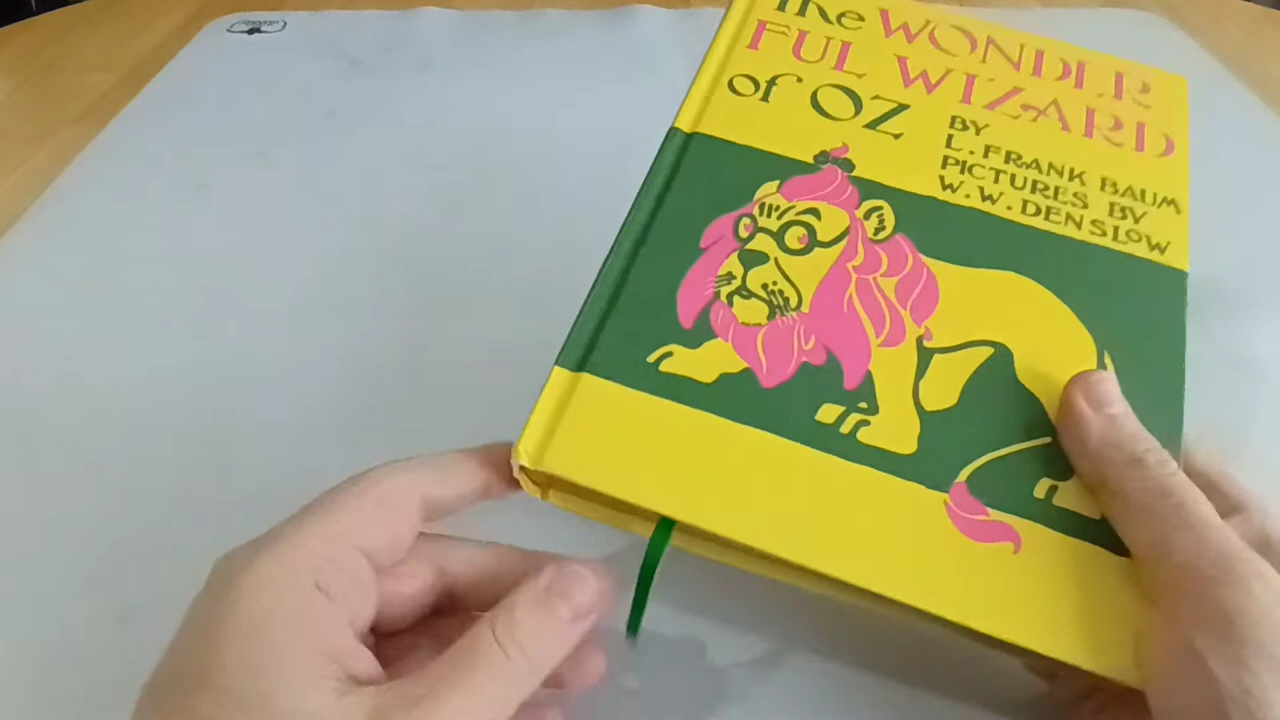 The WONDER
FUL WIZARD
of OZ
BY
L. FRANK BAUM
PICTURES BY
W. W. DENSLOW